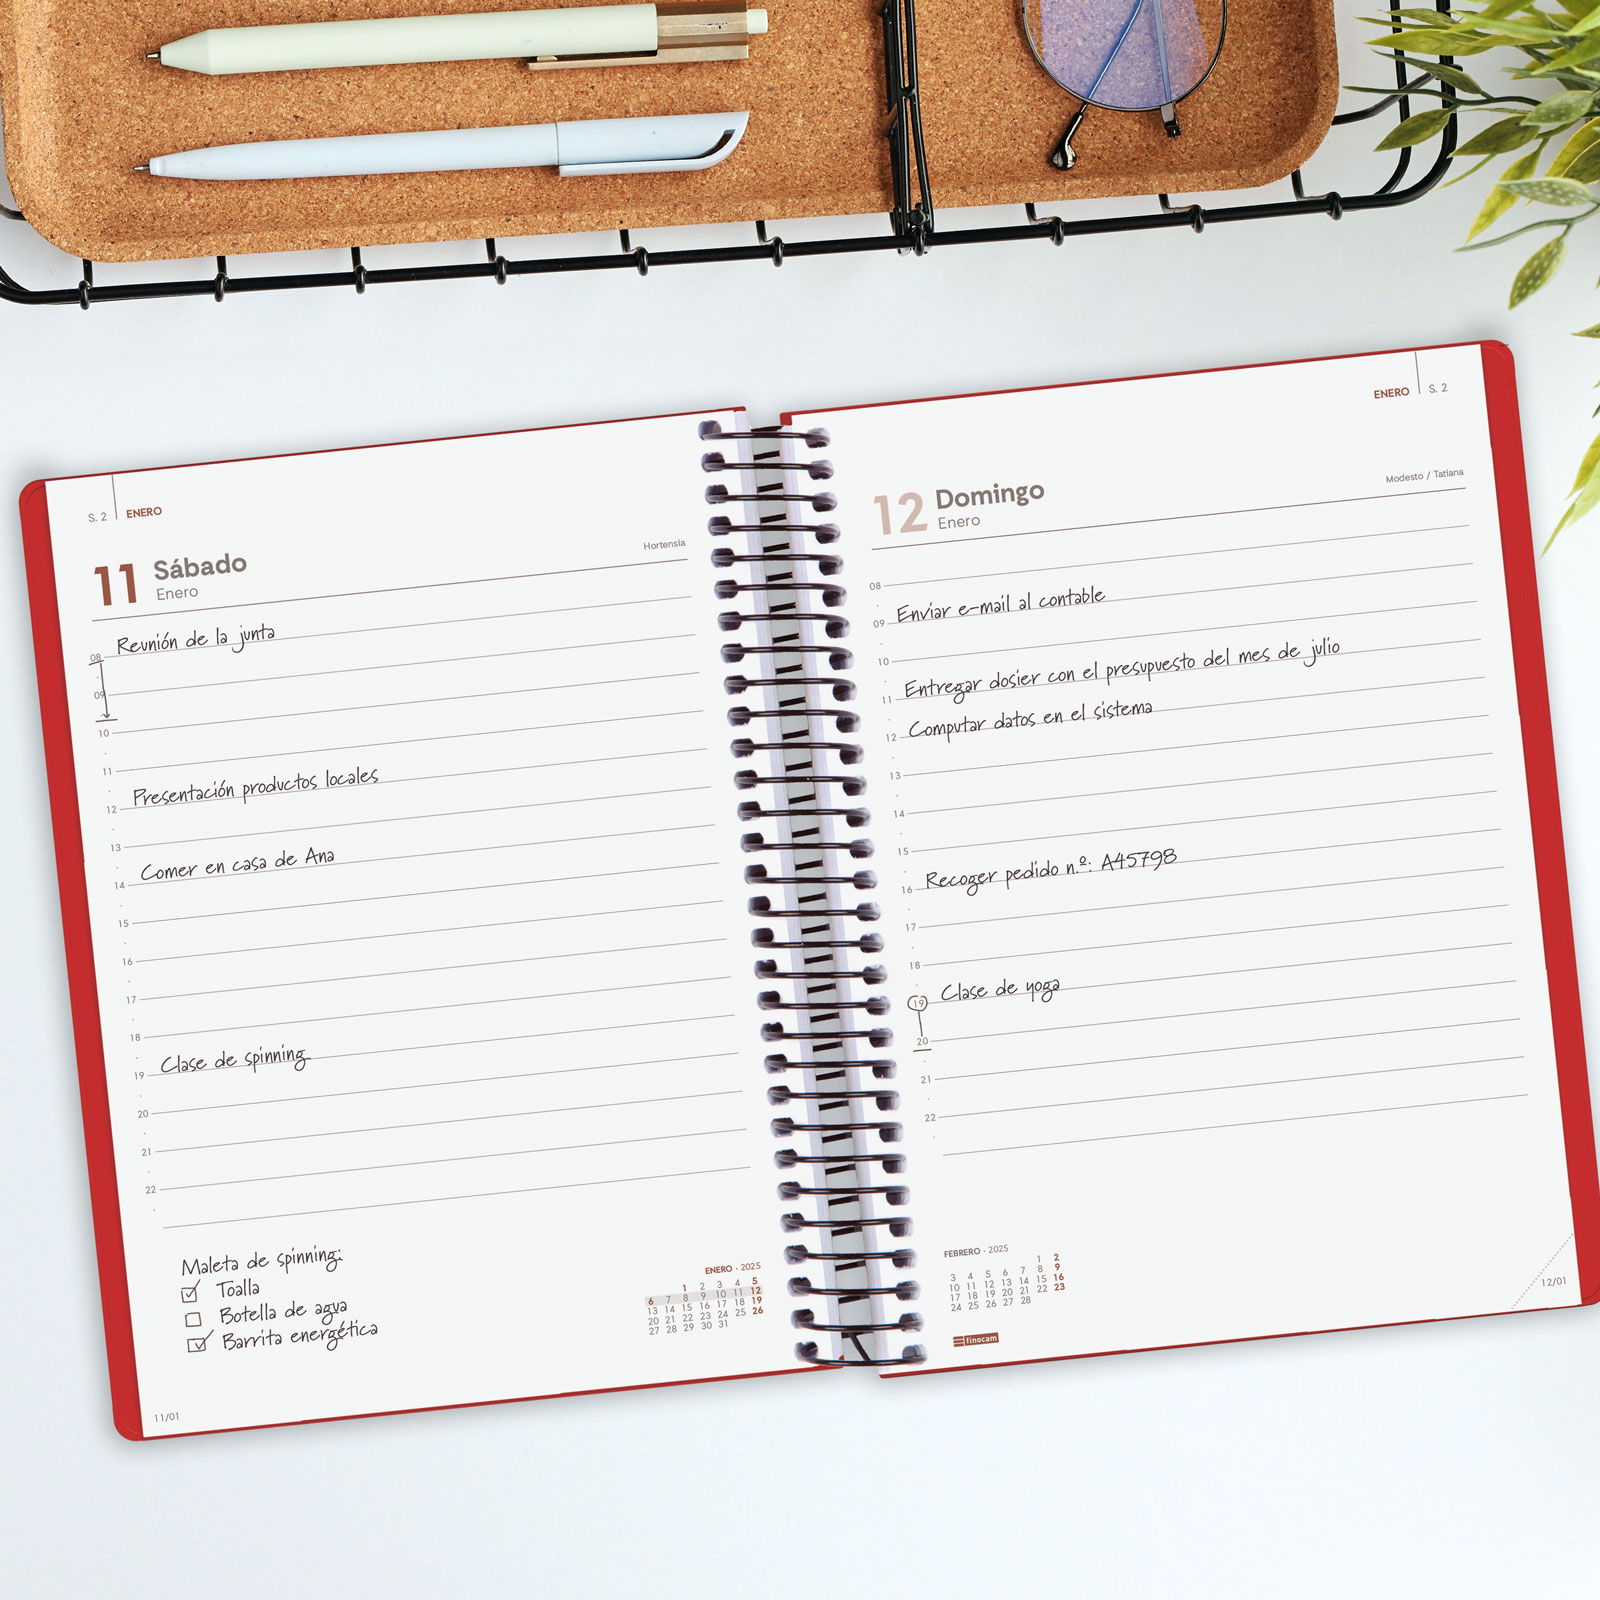 S. 2 ENERO
11 Sábado
Enero
Hortensia
Reunión de la junta
08
09
10
11
Presentación productos locales
12
13
Comer en casa de Ana
14
15
16
17
18
Clase de spinning
19
20
21
22
Maleta de spinning:
Toalla
Botella de agua
Barrita energética
ENERO · 2025
1 2 3 4 5
6 7 8 9 10 11 12
13 14 15 16 17 18 19
20 21 22 23 24 25 26
27 28 29 30 31
11/01
ENERO S. 2
12 Domingo
Enero
Modesto / Tatiana
08
Enviar e-mail al contable
09
10
Entregar dosier con el presupuesto del mes de julio
11
Computar datos en el sistema
12
13
14
15
Recoger pedido n.º: A45798
16
17
18
Clase de yoga
19
20
21
22
FEBRERO · 2025
1 2
3 4 5 6 7 8 9
10 11 12 13 14 15 16
17 18 19 20 21 22 23
24 25 26 27 28
finocam
12/01